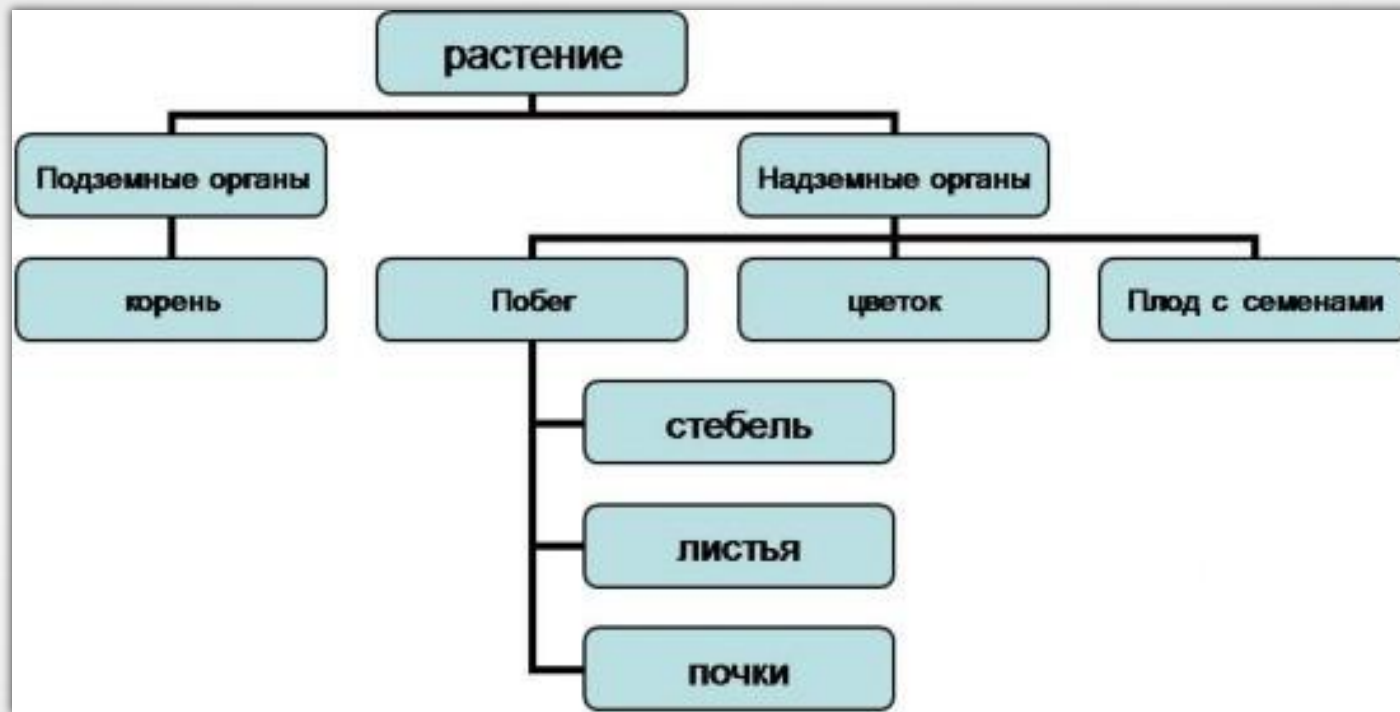 растение
Подземные органы
Надземные органы
корень
Побег
цветок
Плод с семенами
стебель
листья
почки